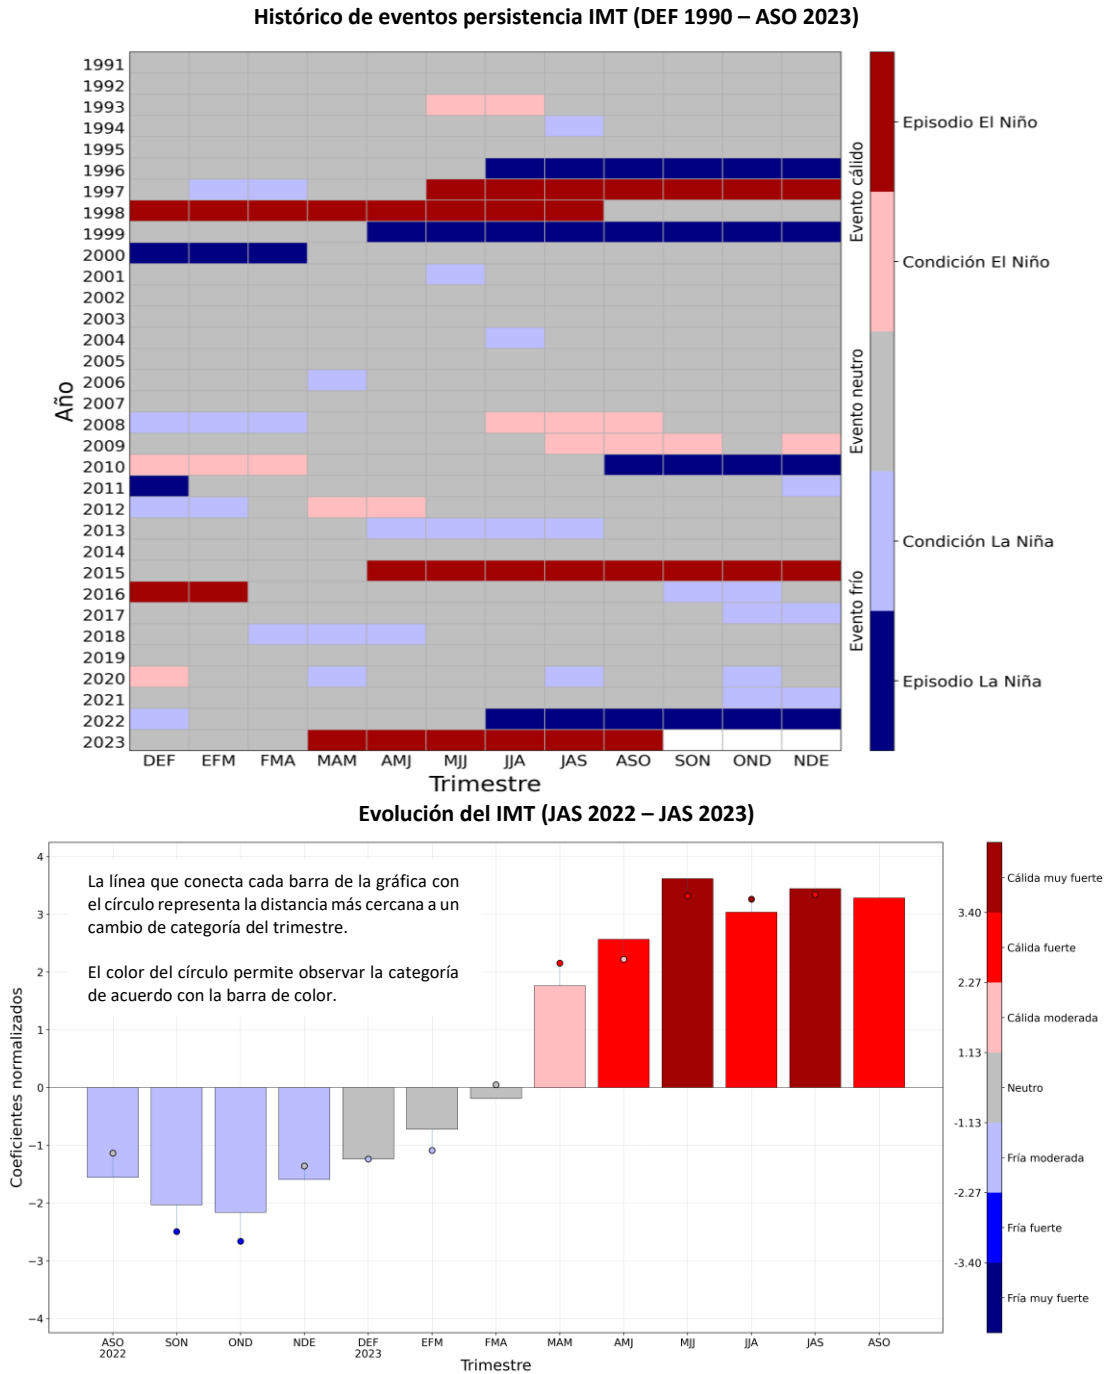 Histórico de eventos persistencia IMT (DEF 1990 – ASO 2023)
Año
1991
1992
1993
1994
1995
1996
1997
1998
1999
2000
2001
2002
2003
2004
2005
2006
2007
2008
2009
2010
2011
2012
2013
2014
2015
2016
2017
2018
2019
2020
2021
2022
2023
DEF EFM FMA MAM AMJ MJJ JJA JAS ASO SON OND NDE
Trimestre
Evento cálido
Evento neutro
Evento frío
Episodio El Niño
Condición El Niño
Condición La Niña
Episodio La Niña
Evolución del IMT (JAS 2022 – JAS 2023)
La línea que conecta cada barra de la gráfica con
el círculo representa la distancia más cercana a un
cambio de categoría del trimestre.
El color del círculo permite observar la categoría
de acuerdo con la barra de color.
Coeficientes normalizados
4
3
2
1
0
−1
−2
−3
−4
ASO SON OND NDE DEF EFM FMA MAM AMJ MJJ JJA JAS ASO
2022 2023
Trimestre
Cálida muy fuerte
3.40
Cálida fuerte
2.27
Cálida moderada
1.13
Neutro
-1.13
Fría moderada
-2.27
Fría fuerte
-3.40
Fría muy fuerte